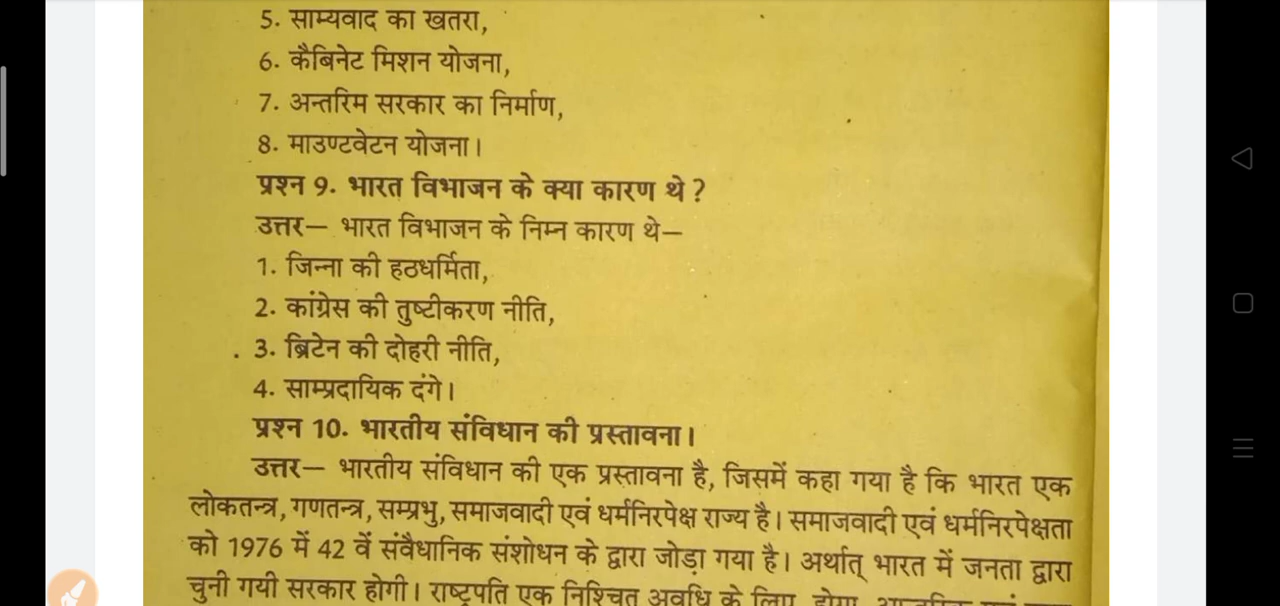 5. साम्यवाद का खतरा,
6. कैबिनेट मिशन योजना,
7. अन्तरिम सरकार का निर्माण,
8. माउण्टवेटन योजना।
प्रश्न 9. भारत विभाजन के क्या कारण थे?
उत्तर— भारत विभाजन के निम्न कारण थे—
1. जिन्ना की हठधर्मिता,
2. कांग्रेस की तुष्टीकरण नीति,
3. ब्रिटेन की दोहरी नीति,
4. साम्प्रदायिक दंगे।
प्रश्न 10. भारतीय संविधान की प्रस्तावना।
उत्तर— भारतीय संविधान की एक प्रस्तावना है, जिसमें कहा गया है कि भारत एक
लोकतन्त्र, गणतन्त्र, सम्प्रभु, समाजवादी एवं धर्मनिरपेक्ष राज्य है। समाजवादी एवं धर्मनिरपेक्षता
को 1976 में 42 वें संवैधानिक संशोधन के द्वारा जोड़ा गया है। अर्थात् भारत में जनता द्वारा
चुनी गयी सरकार होगी। राष्ट्रपति एक निश्चित अवधि के लिए होगा,